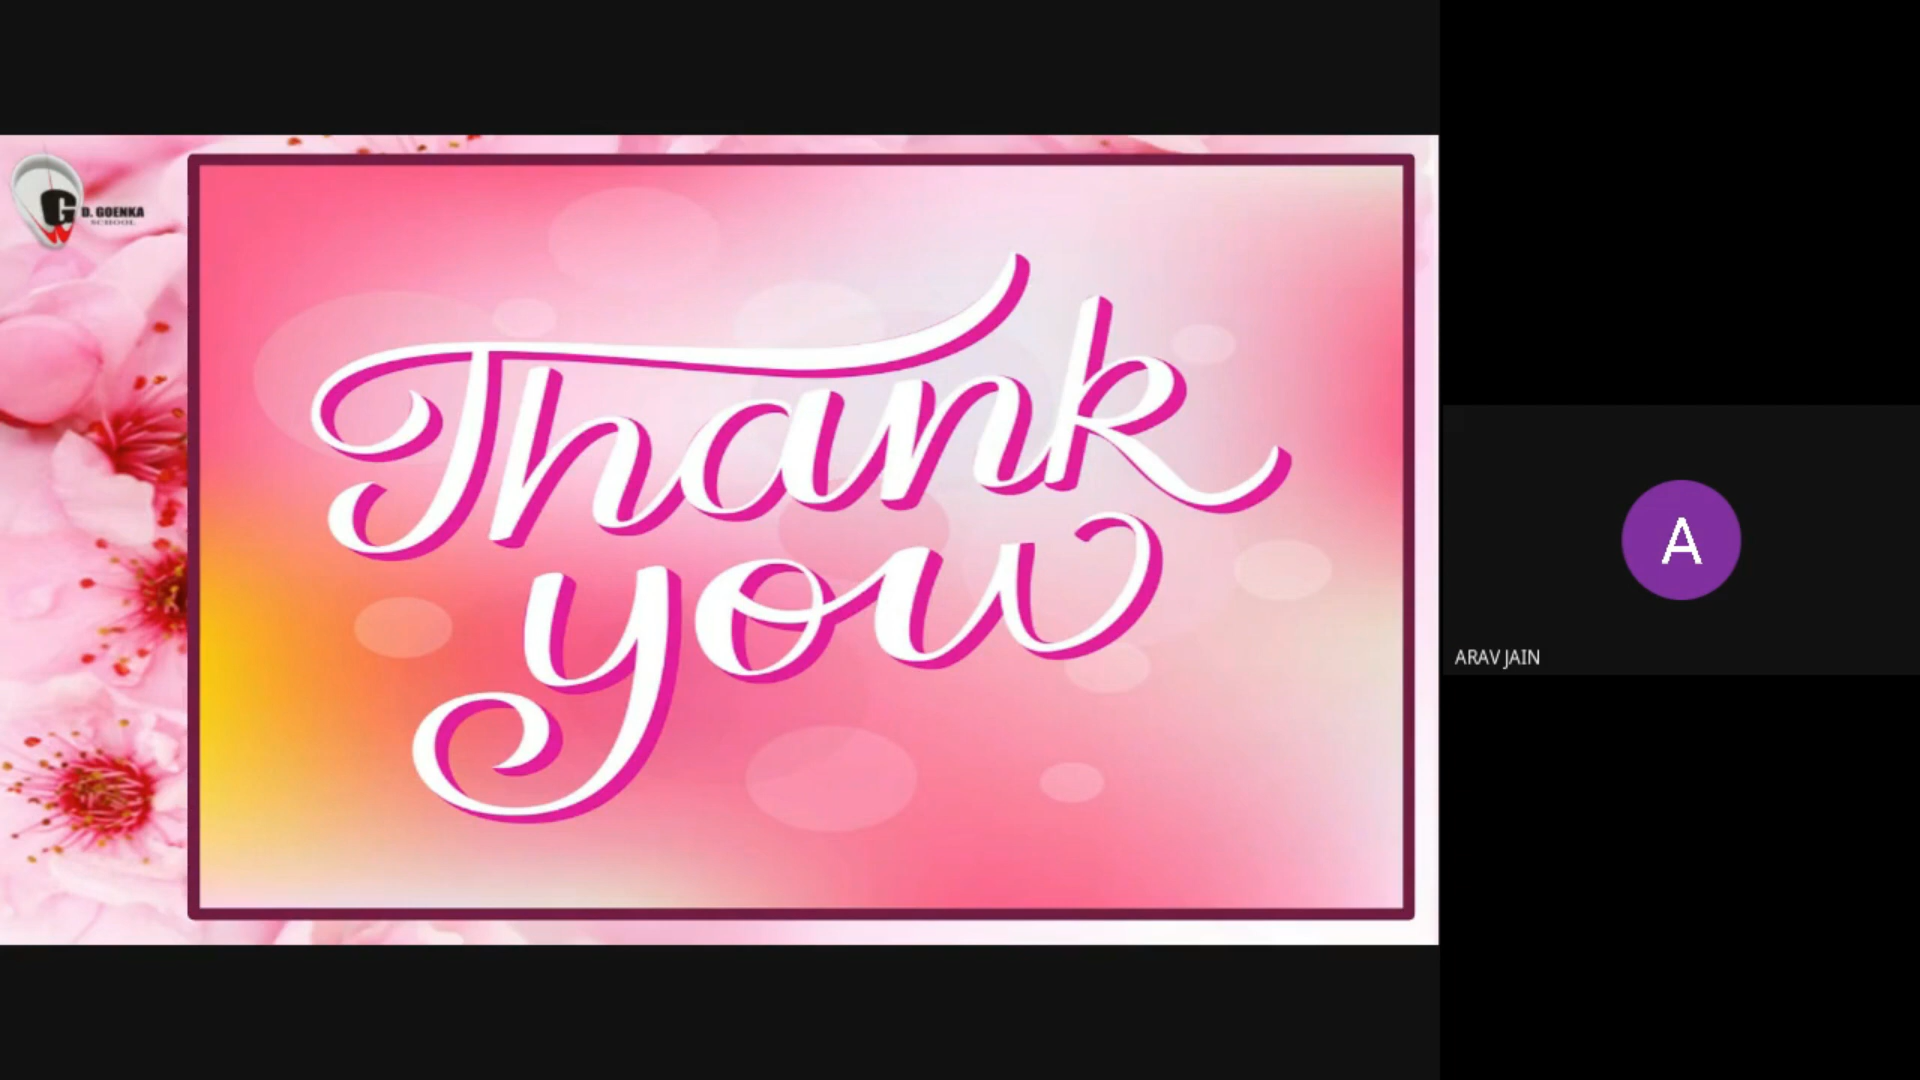 G
D. GOENKA
SCHOOL
Thank
you
A
ARAV JAIN